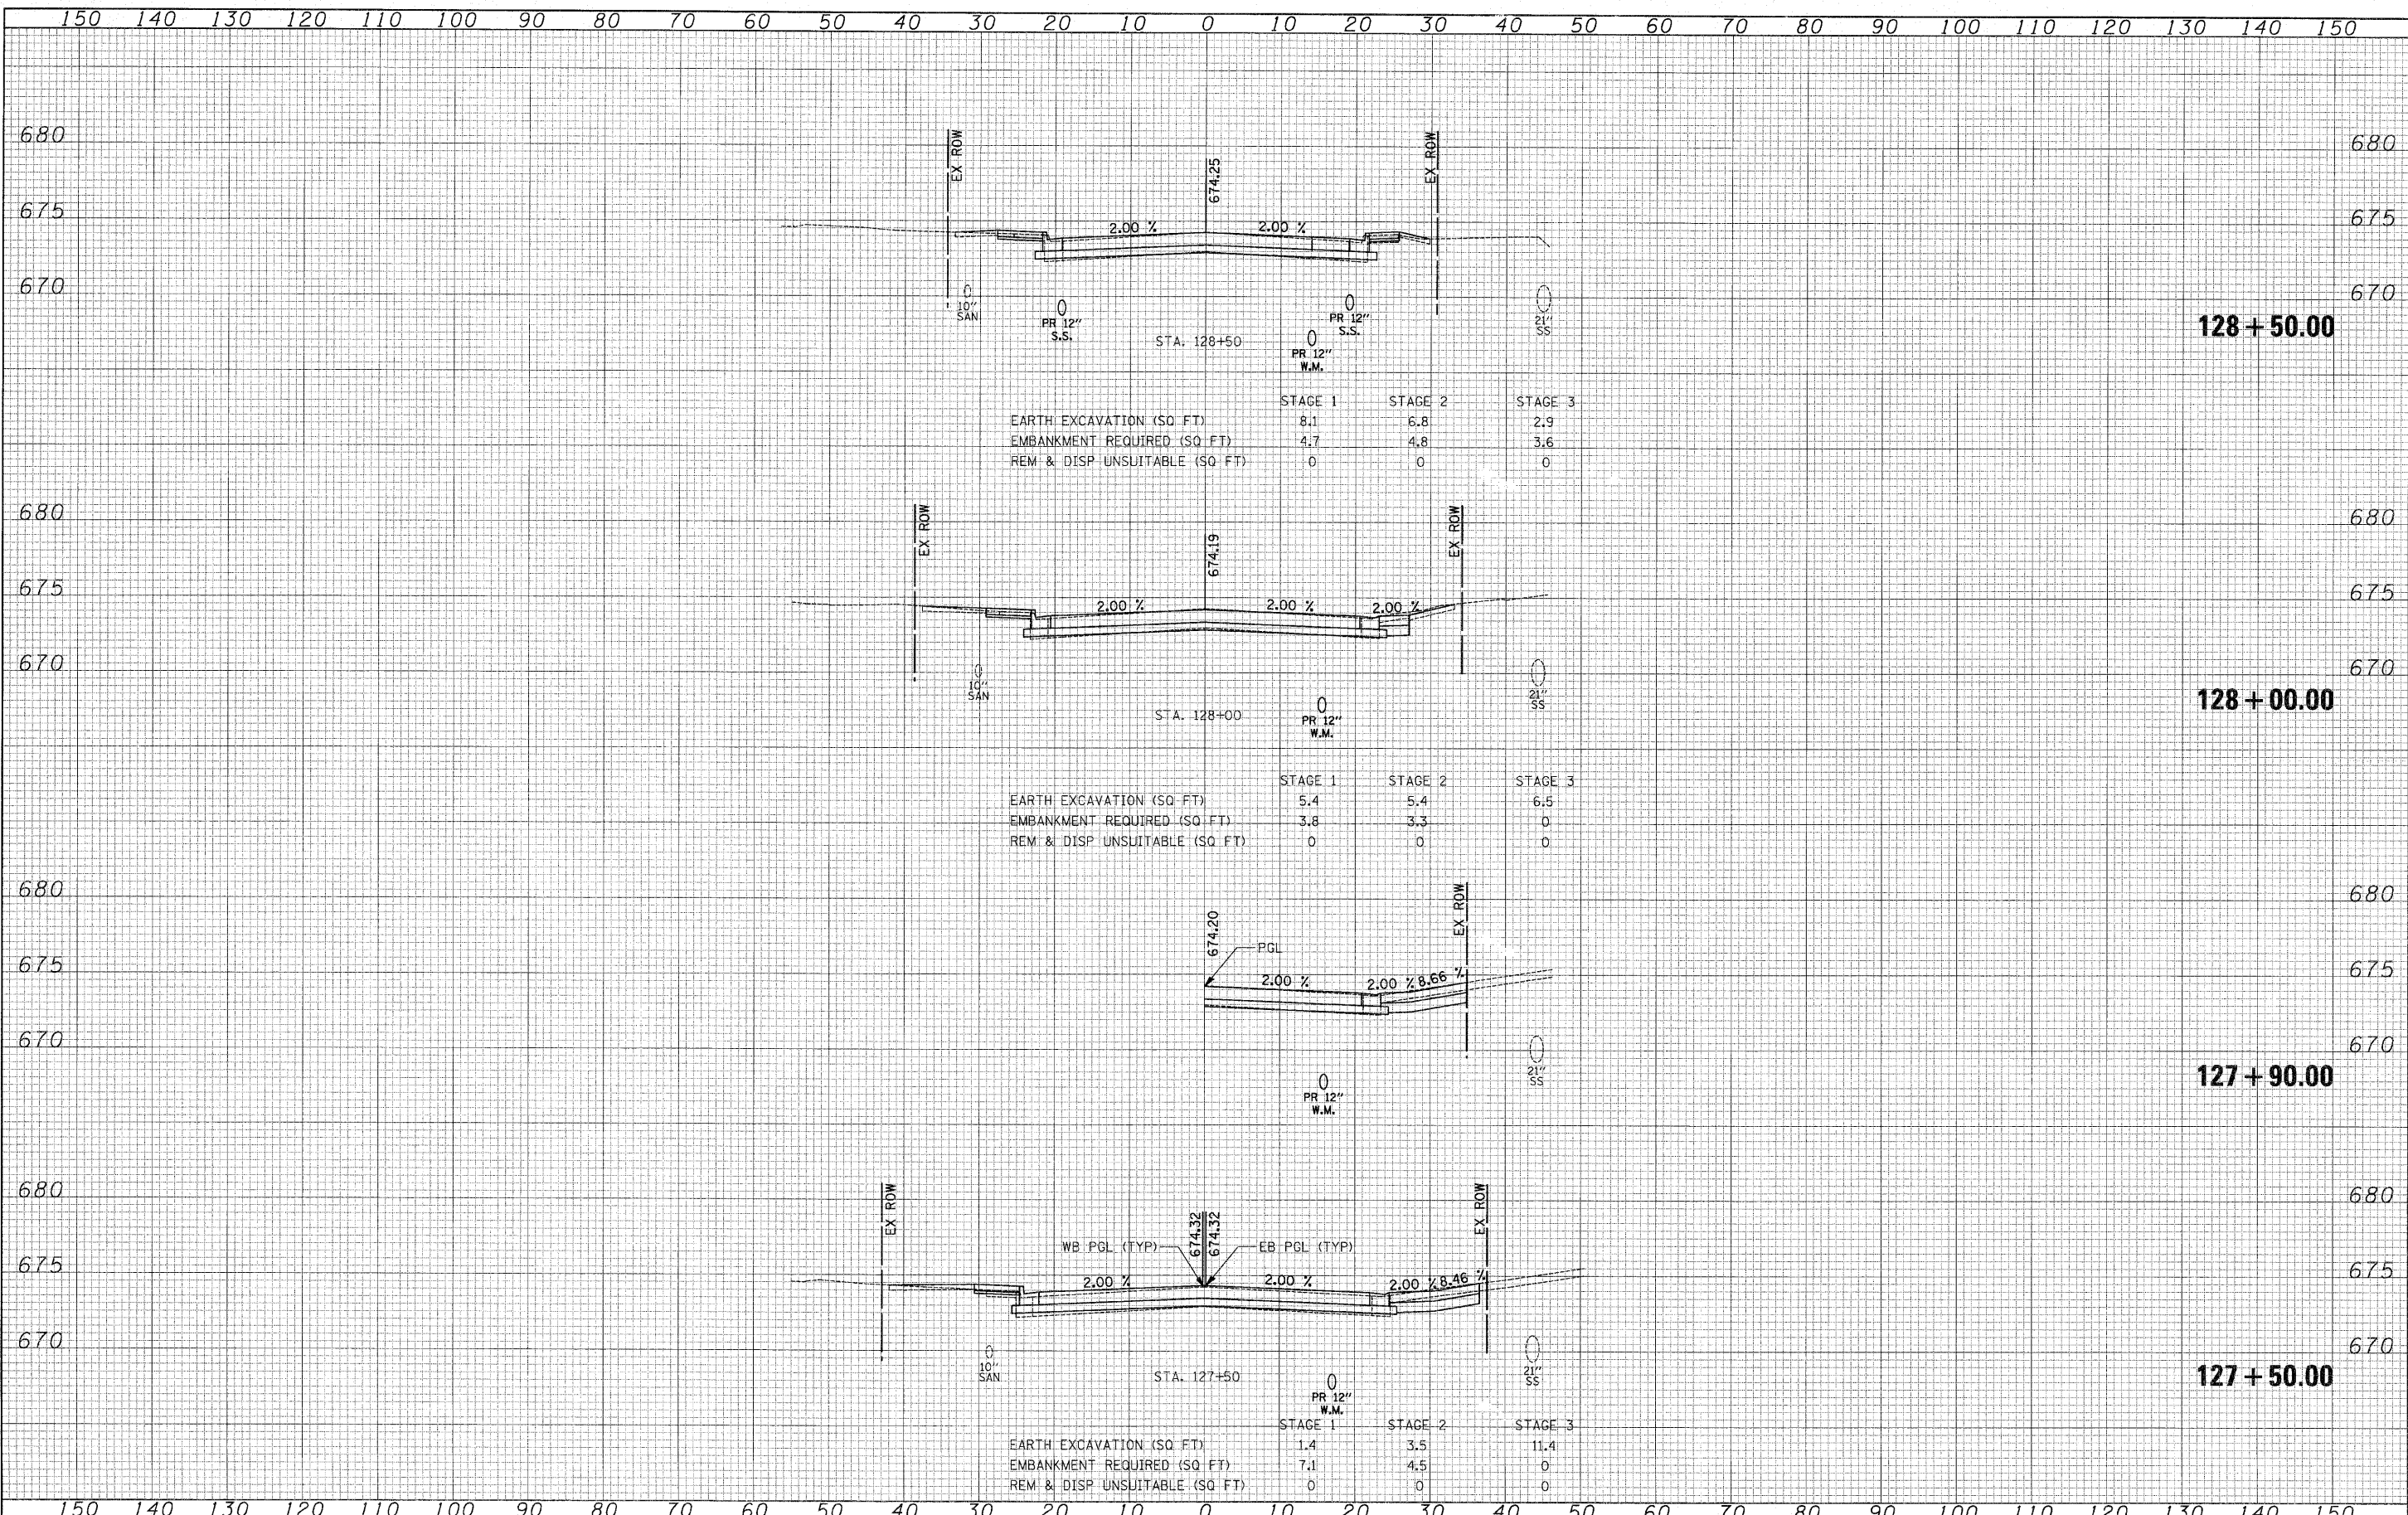 150 140 130 120 110 100 90 80 70 60 50 40 30 20 10 0 10 20 30 40 50 60 70 80 90 100 110 120 130 140 150
680 EX ROW 674.25 EX ROW 680
675 2.00 % 2.00 % 675
670 10" SAN PR 12" S.S. PR 12" S.S. 21" SS 670
STA. 128+50 PR 12" W.M. 128+50.00
STAGE 1 STAGE 2 STAGE 3
EARTH EXCAVATION (SQ FT) 8.1 6.8 2.9
EMBANKMENT REQUIRED (SQ FT) 4.7 4.8 3.6
REM & DISP UNSUITABLE (SQ FT) 0 0 0
680 EX ROW 674.19 EX ROW 680
675 2.00 % 2.00 % 2.00 % 675
670 10" SAN 21" SS 670
STA. 128+00 PR 12" W.M. 128+00.00
STAGE 1 STAGE 2 STAGE 3
EARTH EXCAVATION (SQ FT) 5.4 5.4 6.5
EMBANKMENT REQUIRED (SQ FT) 3.8 3.3 0
REM & DISP UNSUITABLE (SQ FT) 0 0 0
680 674.20 EX ROW 680
PGL
675 2.00 % 2.00 % 8.66 % 675
670 21" SS 670
PR 12" W.M. 127+90.00
680 EX ROW 674.32 674.32 EX ROW 680
WB PGL (TYP) EB PGL (TYP)
675 2.00 % 2.00 % 2.00 % 8.46 % 675
670 10" SAN 21" SS 670
STA. 127+50 PR 12" W.M. 127+50.00
STAGE 1 STAGE 2 STAGE 3
EARTH EXCAVATION (SQ FT) 1.4 3.5 11.4
EMBANKMENT REQUIRED (SQ FT) 7.1 4.5 0
REM & DISP UNSUITABLE (SQ FT) 0 0 0
150 140 130 120 110 100 90 80 70 60 50 40 30 20 10 0 10 20 30 40 50 60 70 80 90 100 110 120 130 140 150